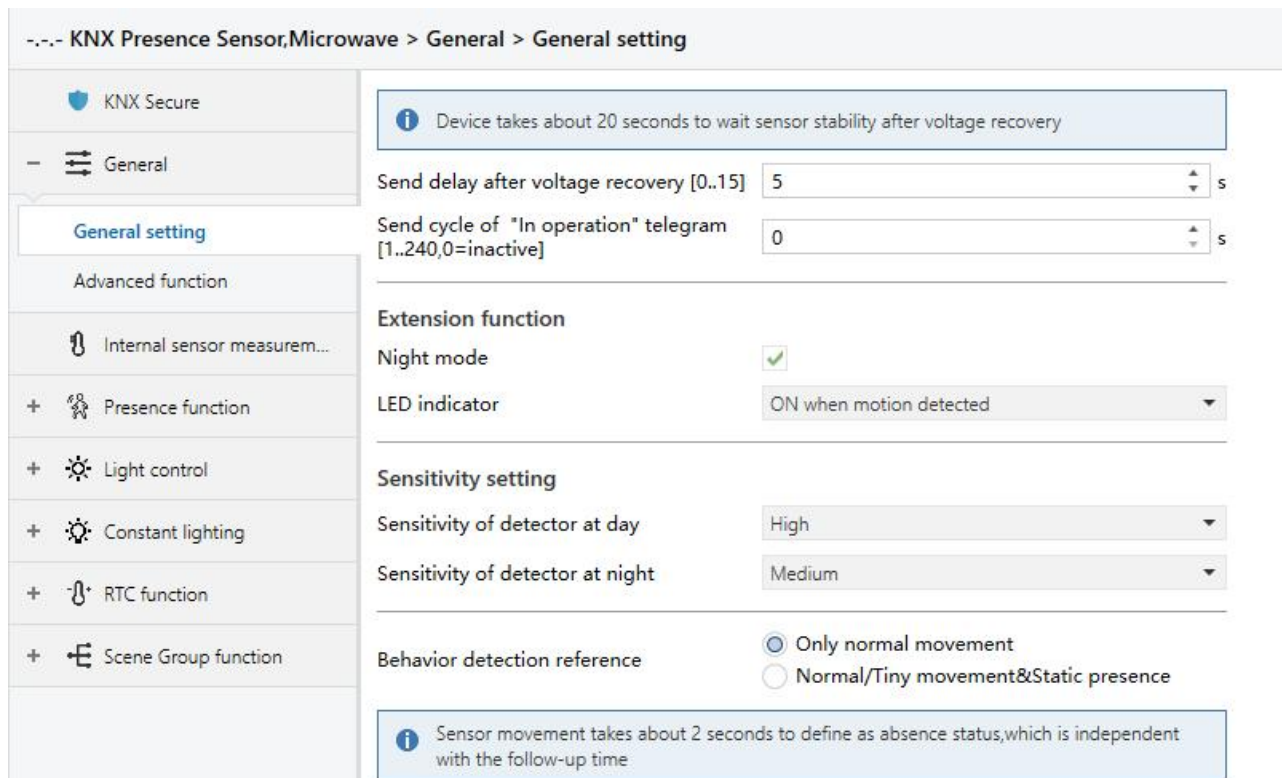 -.-.- KNX Presence Sensor,Microwave > General > General setting
KNX Secure
General
General setting
Advanced function
Internal sensor measurem...
Presence function
Light control
Constant lighting
RTC function
Scene Group function
Device takes about 20 seconds to wait sensor stability after voltage recovery
Send delay after voltage recovery [0..15] 5 s
Send cycle of "In operation" telegram
[1..240,0=inactive] 0 s
Extension function
Night mode
LED indicator ON when motion detected
Sensitivity setting
Sensitivity of detector at day High
Sensitivity of detector at night Medium
Behavior detection reference
Only normal movement
Normal/Tiny movement&Static presence
Sensor movement takes about 2 seconds to define as absence status,which is independent
with the follow-up time